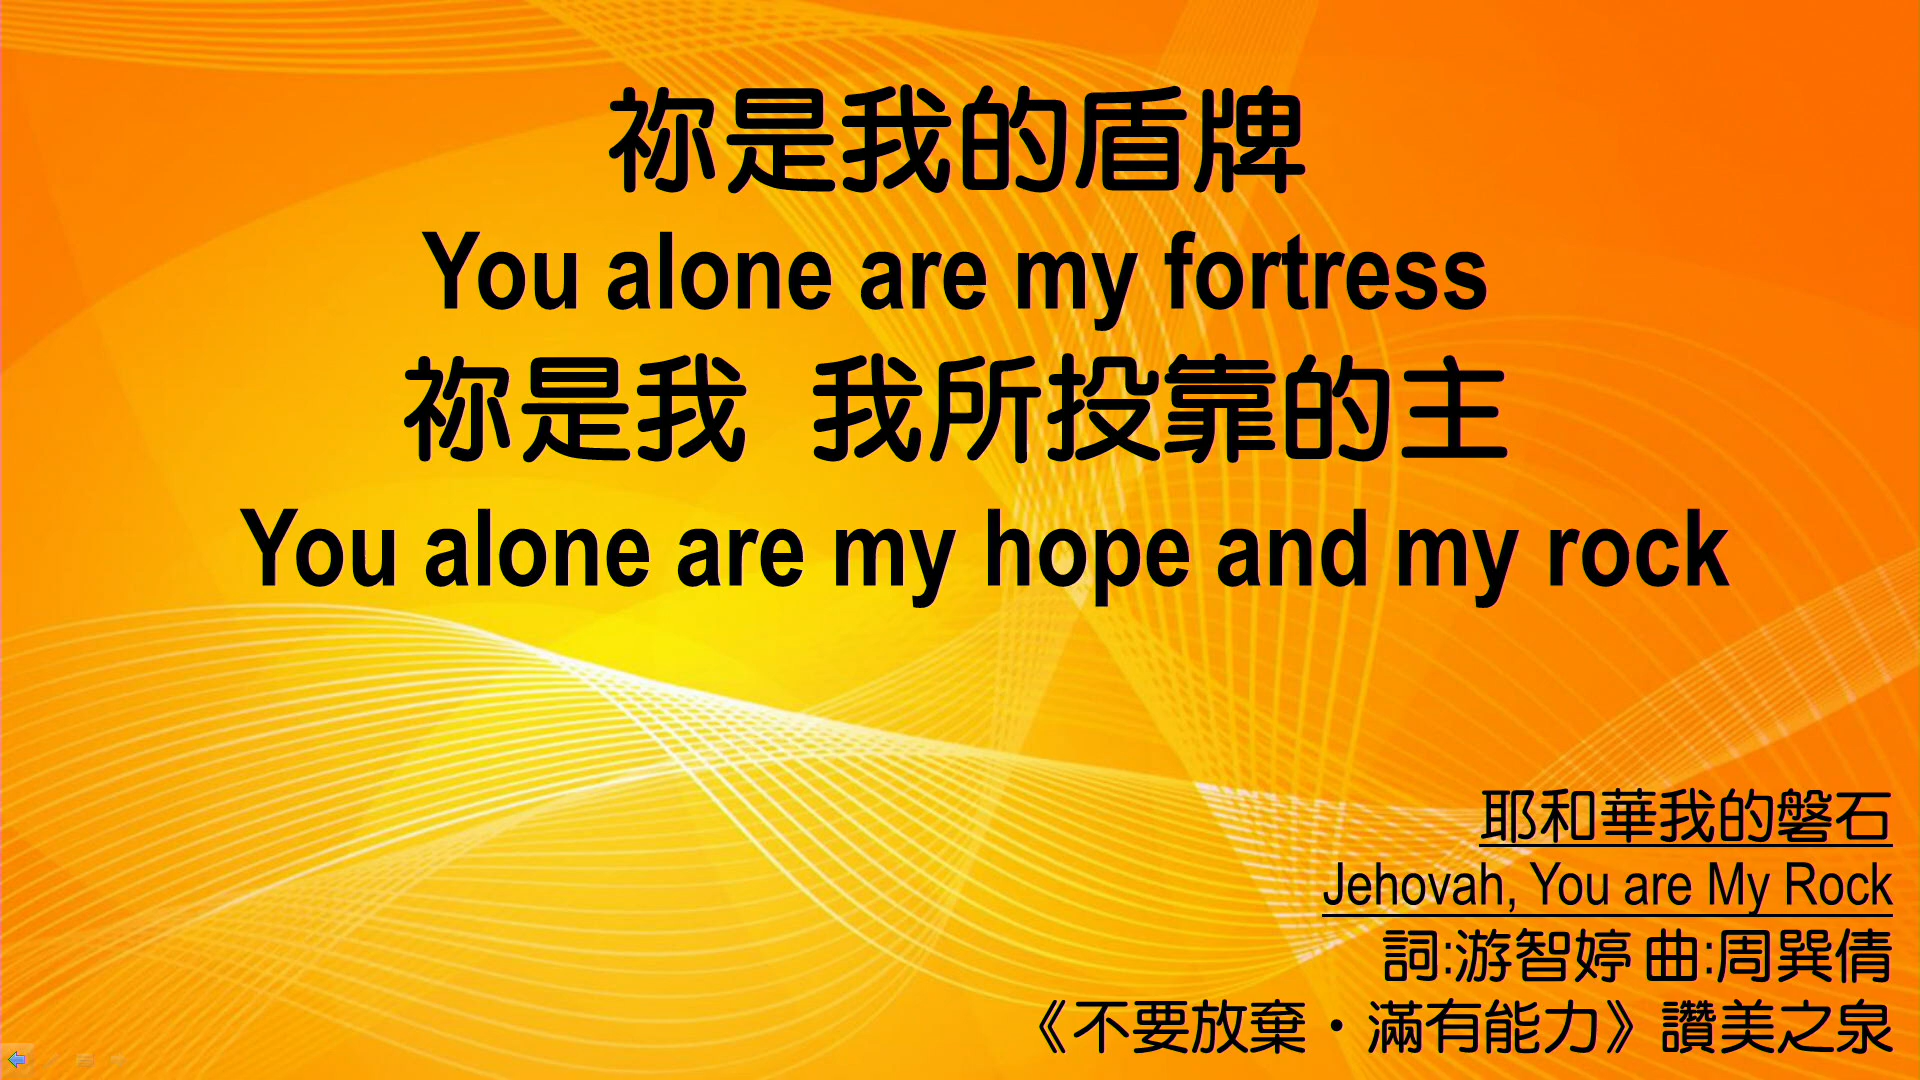 祢是我的盾牌
You alone are my fortress
祢是我 我所投靠的主
You alone are my hope and my rock
耶和華我的磐石
Jehovah, You are My Rock
詞:游智婷 曲:周巽倩
《不要放棄‧滿有能力》讚美之泉